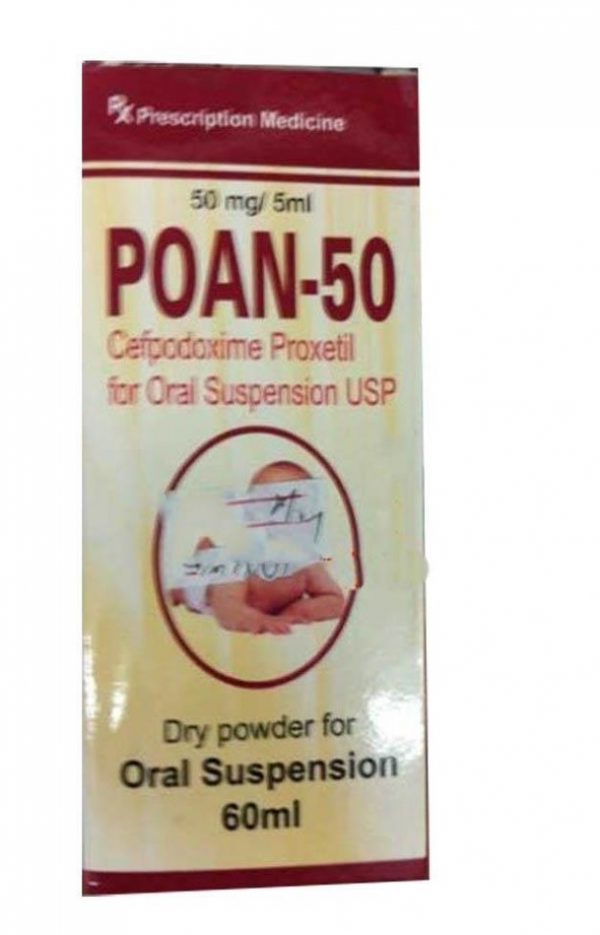 Rx Prescription Medicine
50 mg/ 5ml
POAN-50
Cefpodoxime Proxetil
for Oral Suspension USP
Dry powder for
Oral Suspension
60ml